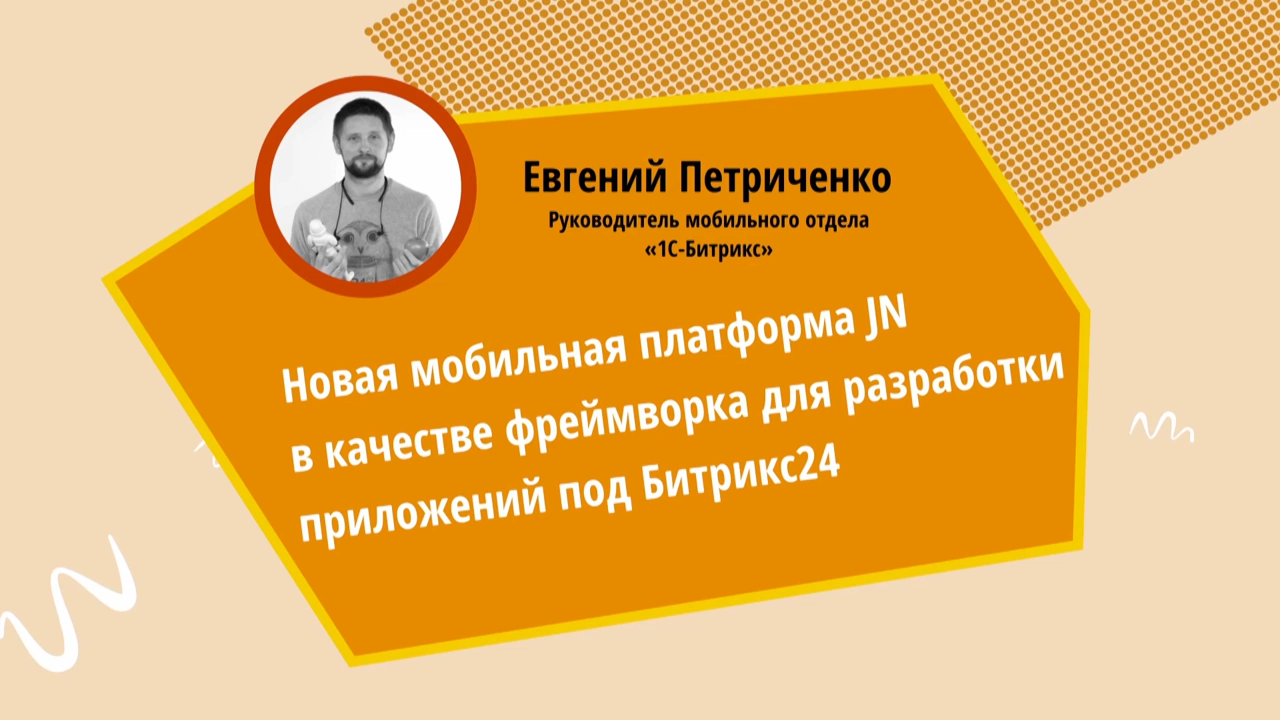 Евгений Петриченко
Руководитель мобильного отдела
«1С-Битрикс»
Новая мобильная платформа JN
в качестве фреймворка для разработки
приложений под Битрикс24